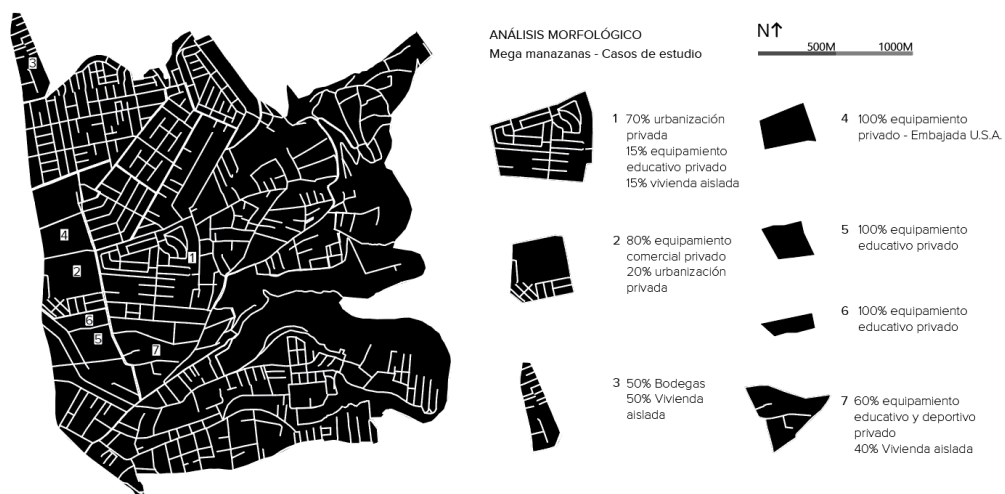 ANÁLISIS MORFOLÓGICO
Mega manazanas - Casos de estudio
N↑
500M 1000M
1 70% urbanización
privada
15% equipamiento
educativo privado
15% vivienda aislada
2 80% equipamiento
comercial privado
20% urbanización
privada
3 50% Bodegas
50% Vivienda
aislada
4 100% equipamiento
privado - Embajada U.S.A.
5 100% equipamiento
educativo privado
6 100% equipamiento
educativo privado
7 60% equipamiento
educativo y deportivo
privado
40% Vivienda aislada
3
4
1
2
6
5
7